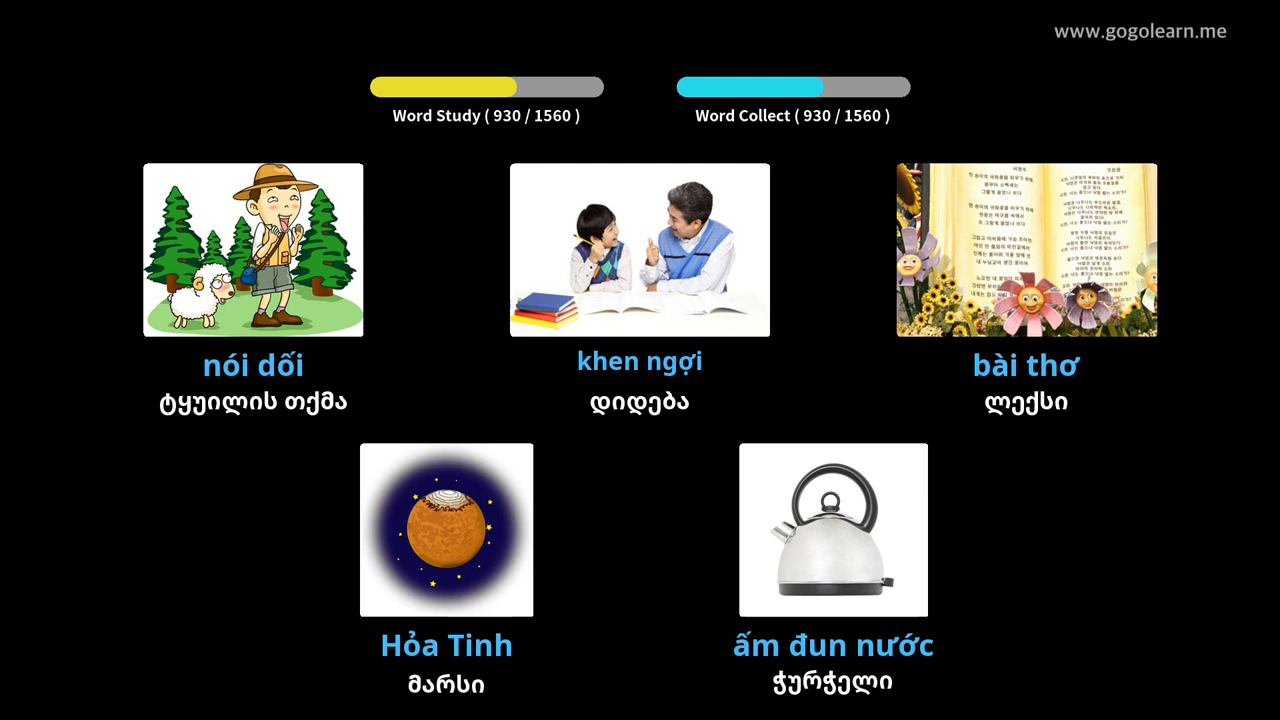 www.gogolearn.me
Word Study ( 930 / 1560 )
Word Collect ( 930 / 1560 )
nói dối
ტყუილის თქმა
khen ngợi
დიდება
bài thơ
ლექსი
Hỏa Tinh
მარსი
ấm đun nước
ჭურჭელი